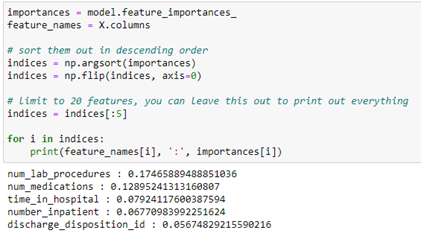 importances = model.feature_importances_
feature_names = X.columns
# sort them out in descending order
indices = np.argsort(importances)
indices = np.flip(indices, axis=0)
# limit to 20 features, you can leave this out to print out everything
indices = indices[:5]
for i in indices:
    print(feature_names[i], ':', importances[i])
num_lab_procedures : 0.17465889488851036
num_medications : 0.12895241313160807
time_in_hospital : 0.07924117600387594
number_inpatient : 0.06770983992251624
discharge_disposition_id : 0.05674829215590216